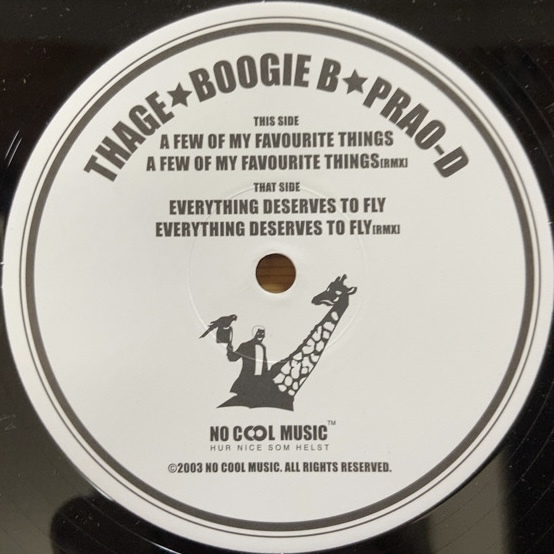 THAGE★BOOGIE B★PRAO-D
THIS SIDE
A FEW OF MY FAVOURITE THINGS
A FEW OF MY FAVOURITE THINGS[RMX]
THAT SIDE
EVERYTHING DESERVES TO FLY
EVERYTHING DESERVES TO FLY[RMX]
NO COOL MUSIC™
HUR NICE SOM HELST
©2003 NO COOL MUSIC. ALL RIGHTS RESERVED.